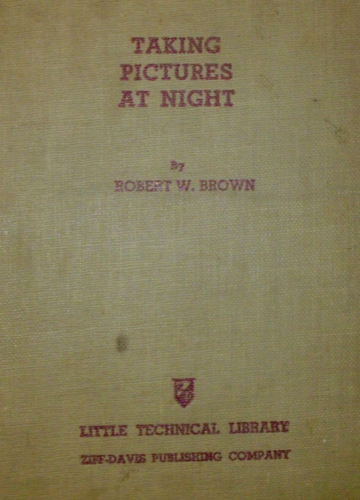 TAKING
PICTURES
AT NIGHT
By
ROBERT W. BROWN
LITTLE TECHNICAL LIBRARY
ZIFF-DAVIS PUBLISHING COMPANY